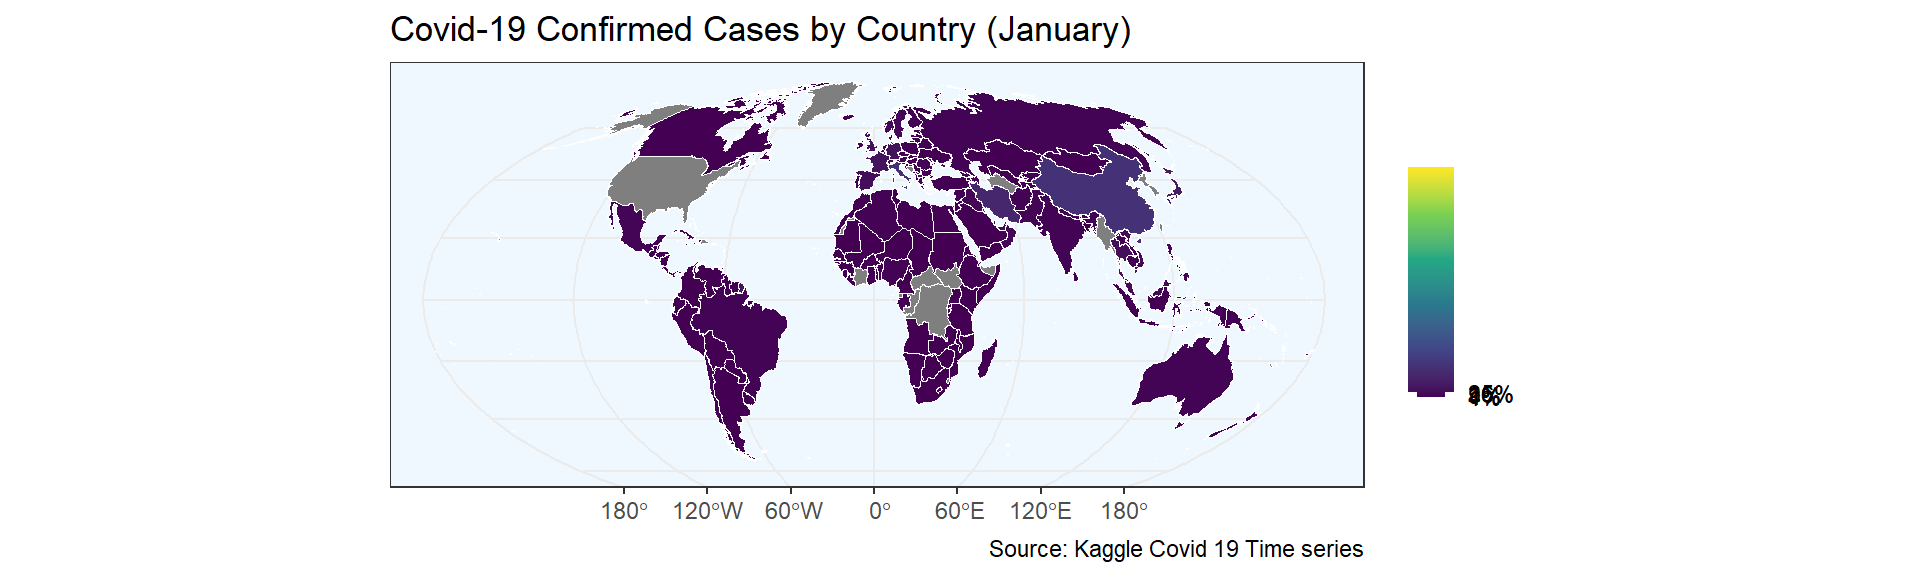 Covid-19 Confirmed Cases by Country (January)
180° 120°W 60°W 0° 60°E 120°E 180°
Source: Kaggle Covid 19 Time series